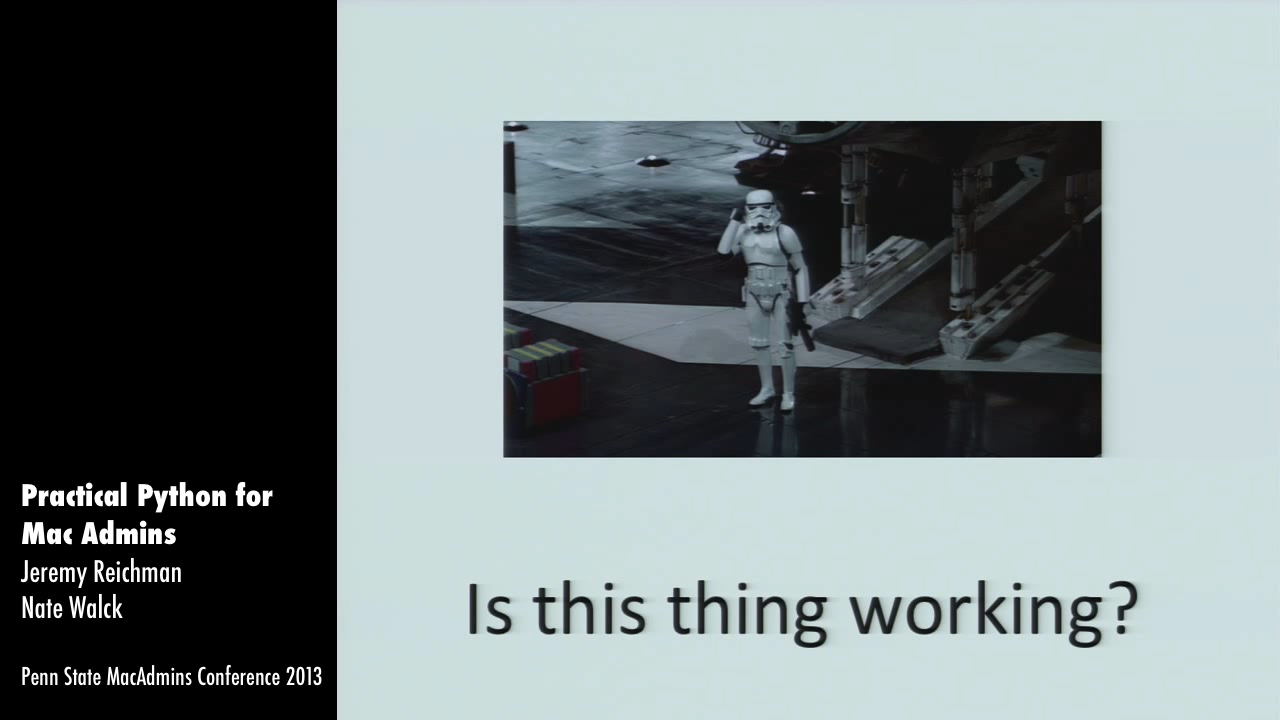 Practical Python for
Mac Admins
Jeremy Reichman
Nate Walck
Penn State MacAdmins Conference 2013
Is this thing working?